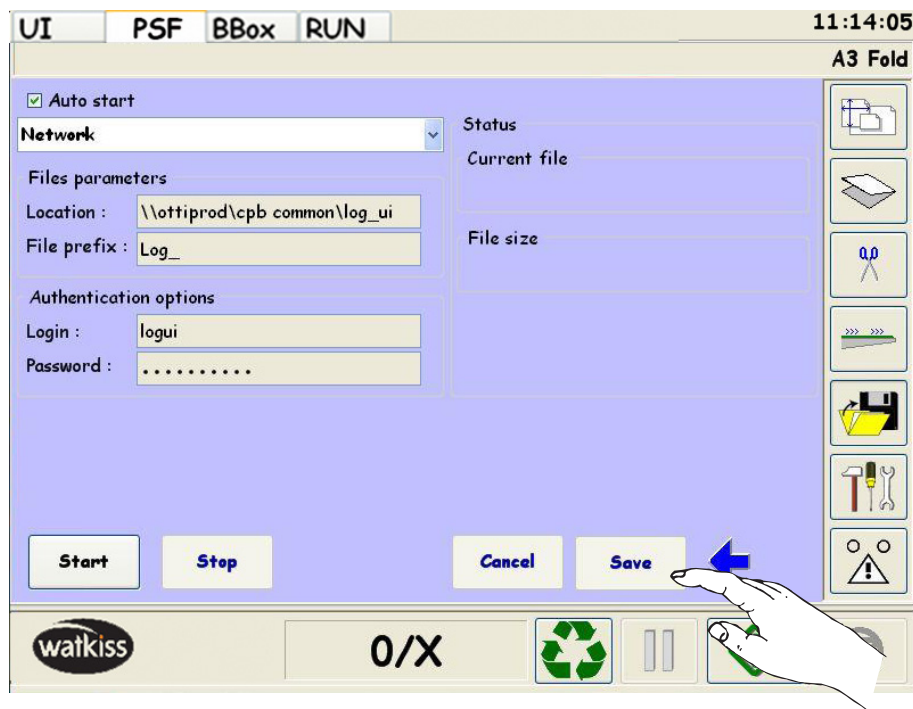 UI PSF BBox RUN 11:14:05
A3 Fold
Auto start
Network
Files parameters
Location : \\ottiprod\cpb common\log_ui
File prefix : Log_
Authentication options
Login : logui
Password : ..........
Status
Current file
File size
0,0
>>> >>>
Start Stop Cancel Save
watkiss 0/X